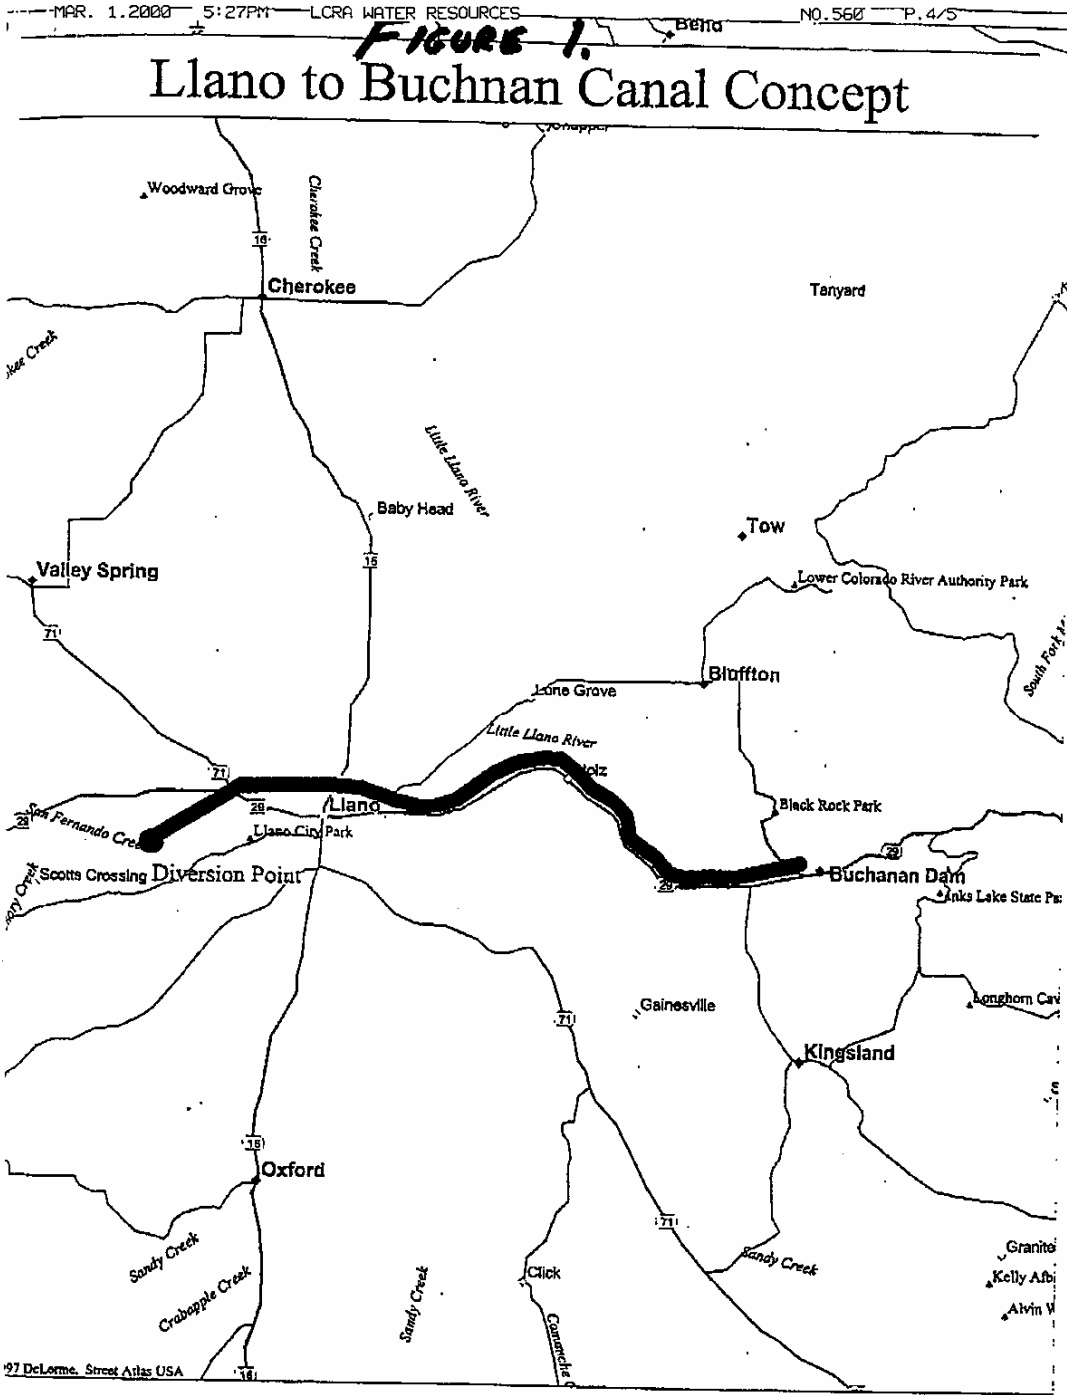 MAR. 1.2000 5:27PM LCRA WATER RESOURCES NO.560 P.4/5
Bend
FIGURE 1.
Llano to Buchnan Canal Concept
Woodward Grove
Cherokee Creek
16
Cherokee
Tanyard
Creek
Little Llano River
Baby Head
Tow
16
Valley Spring
Lower Colorado River Authority Park
71
South Fork
Bluffton
Lone Grove
Little Llano River
71
29
Llano
Black Rock Park
29
San Fernando
Llano City Park
29
Scotts Crossing Diversion Point
29
Buchanan Dam
Inks Lake State
Creek
Longhorn
Gainesville
71
Kingsland
16
Oxford
71
Sandy Creek
Sandy Creek
Granite
Click
Kelly
Crabapple Creek
Sandy Creek
Alvin
Comanche
97 DeLorme. Street Atlas USA
16